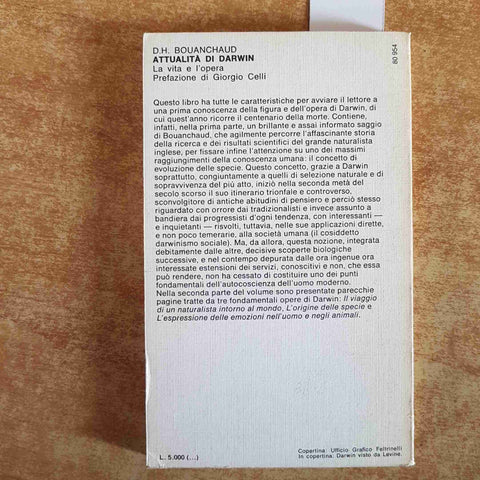 D.H. BOUANCHAUD
ATTUALITÀ DI DARWIN
La vita e l'opera
Prefazione di Giorgio Celli
80 954
Questo libro ha tutte le caratteristiche per avviare il lettore a
una prima conoscenza della figura e dell'opera di Darwin, di
cui quest'anno ricorre il centenario della morte. Contiene,
infatti, nella prima parte, un brillante e assai informato saggio
di Bouanchaud, che agilmente percorre l'affascinante storia
della ricerca e dei risultati scientifici del grande naturalista
inglese, per fissare infine l'attenzione su uno dei massimi
raggiungimenti della conoscenza umana: il concetto di
evoluzione delle specie. Questo concetto, grazie a Darwin
soprattutto, congiuntamente a quelli di selezione naturale e di
sopravvivenza del più atto, iniziò nella seconda metà del
secolo scorso il suo itinerario trionfale e controverso,
sconvolgitore di antiche abitudini di pensiero e perciò stesso
riguardato con orrore dai tradizionalisti e invece assunto a
bandiera dai progressisti d'ogni tendenza, con interessanti —
e inquietanti — risvolti, tuttavia, nelle sue applicazioni dirette,
e non poco temerarie, alla società umana (il cosiddetto
darwinismo sociale). Ma, da allora, questa nozione, integrata
debitamente dalle altre, decisive scoperte biologiche
successive, e nel contempo depurata dalle ora ingenue ora
interessate estensioni dei servizi, conoscitivi e non, che essa
può rendere, non ha cessato di costituire uno dei punti
fondamentali dell'autocoscienza dell'uomo moderno.
Nella seconda parte del volume sono presentate parecchie
pagine tratte da tre fondamentali opere di Darwin: Il viaggio
di un naturalista intorno al mondo, L'origine delle specie e
L'espressione delle emozioni nell'uomo e negli animali.
Copertina: Ufficio Grafico Feltrinelli
In copertina: Darwin visto da Levine.
L. 5.000 (...)